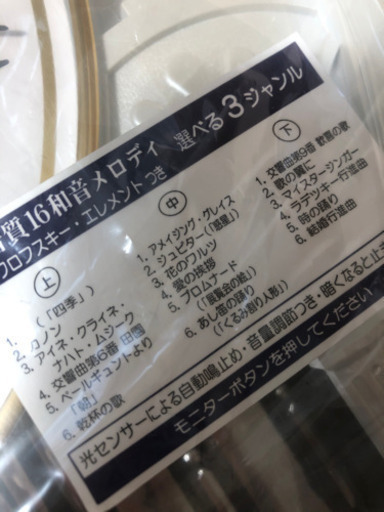 質16和音メロディ 選べる3ジャンル
ロフスキー・エレメントつき
上
1. (「四季」)
2. カノン
3. アイネ・クライネ・
ナハト・ムジーク
4. 交響曲第6番 田園
5. ペールギュントより
「朝」
6. 乾杯の歌
中
1. アメイジング・グレイス
2. ジュピター(「惑星」)
3. 花のワルツ
4. 愛の挨拶
5. プロムナード
(「展覧会の絵」)
6. あし笛の踊り
(「くるみ割り人形」)
下
1. 交響曲第9番 歓喜の歌
2. 歌の翼に
3. マイスタージンガー
4. ラデツキー行進曲
5. 時の踊り
6. 結婚行進曲
光センサーによる自動鳴止め・音量調節つき・暗くなると止
モニターボタンを押してください